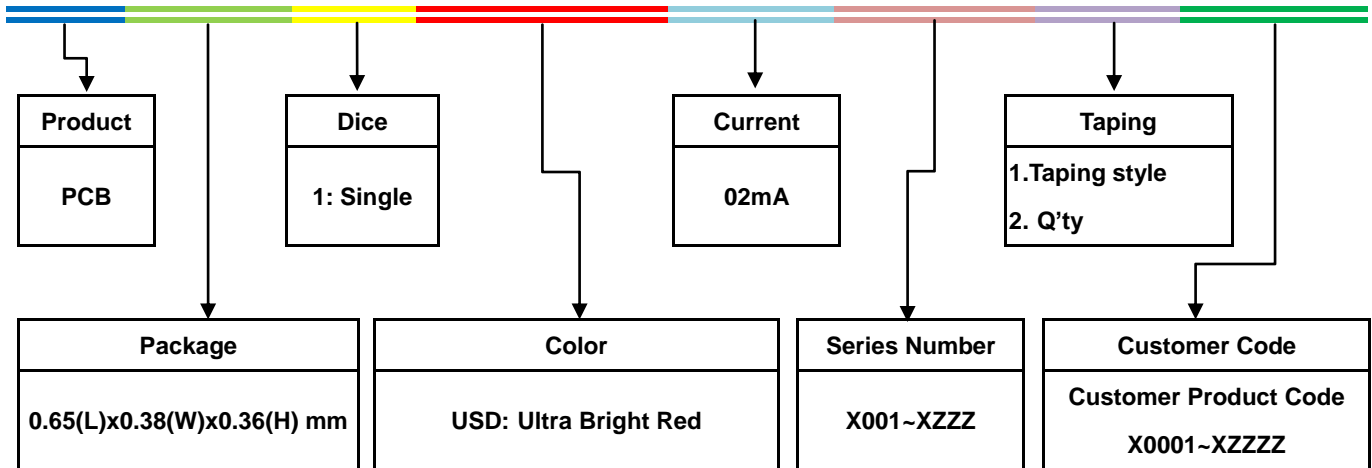 Product
PCB
Dice
1: Single
Current
02mA
Taping
1.Taping style
2. Q’ty
Package
0.65(L)x0.38(W)x0.36(H) mm
Color
USD: Ultra Bright Red
Series Number
X001~XZZZ
Customer Code
Customer Product Code
X0001~XZZZZ